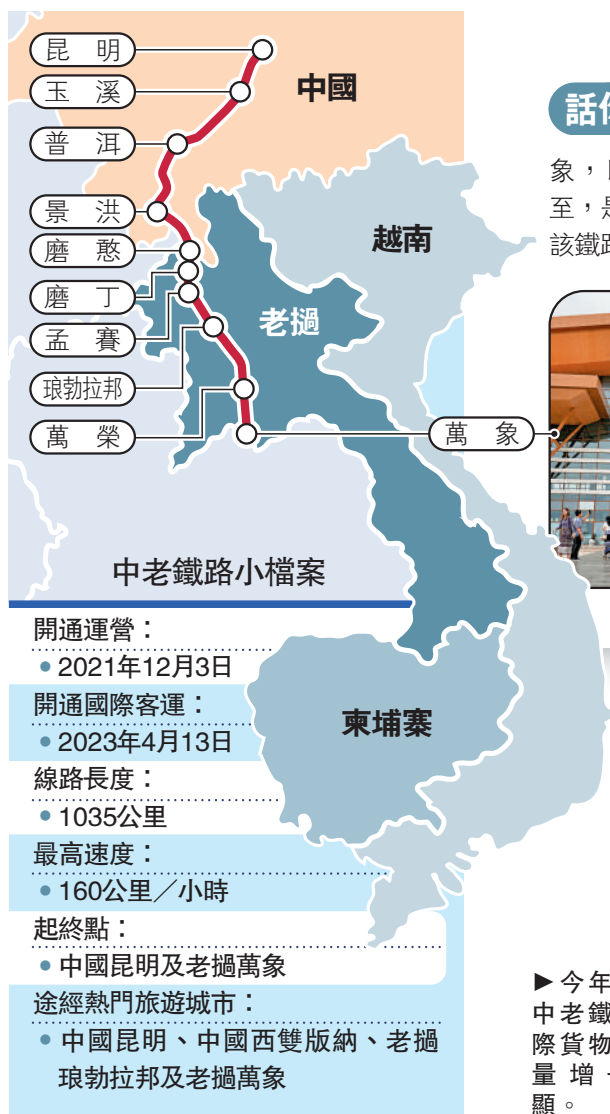 昆明
玉溪
普洱
景洪
磨憨
磨丁
孟賽
琅勃拉邦
萬榮
萬象
中國
越南
老撾
柬埔寨
中老鐵路小檔案
開通運營：
• 2021年12月3日
開通國際客運：
• 2023年4月13日
線路長度：
• 1035公里
最高速度：
• 160公里／小時
起終點：
• 中國昆明及老撾萬象
途經熱門旅遊城市：
• 中國昆明、中國西雙版納、老撾
琅勃拉邦及老撾萬象
象，
至，是
該鐵路
▶今年
中老鐵
際貨物
量增
顯。